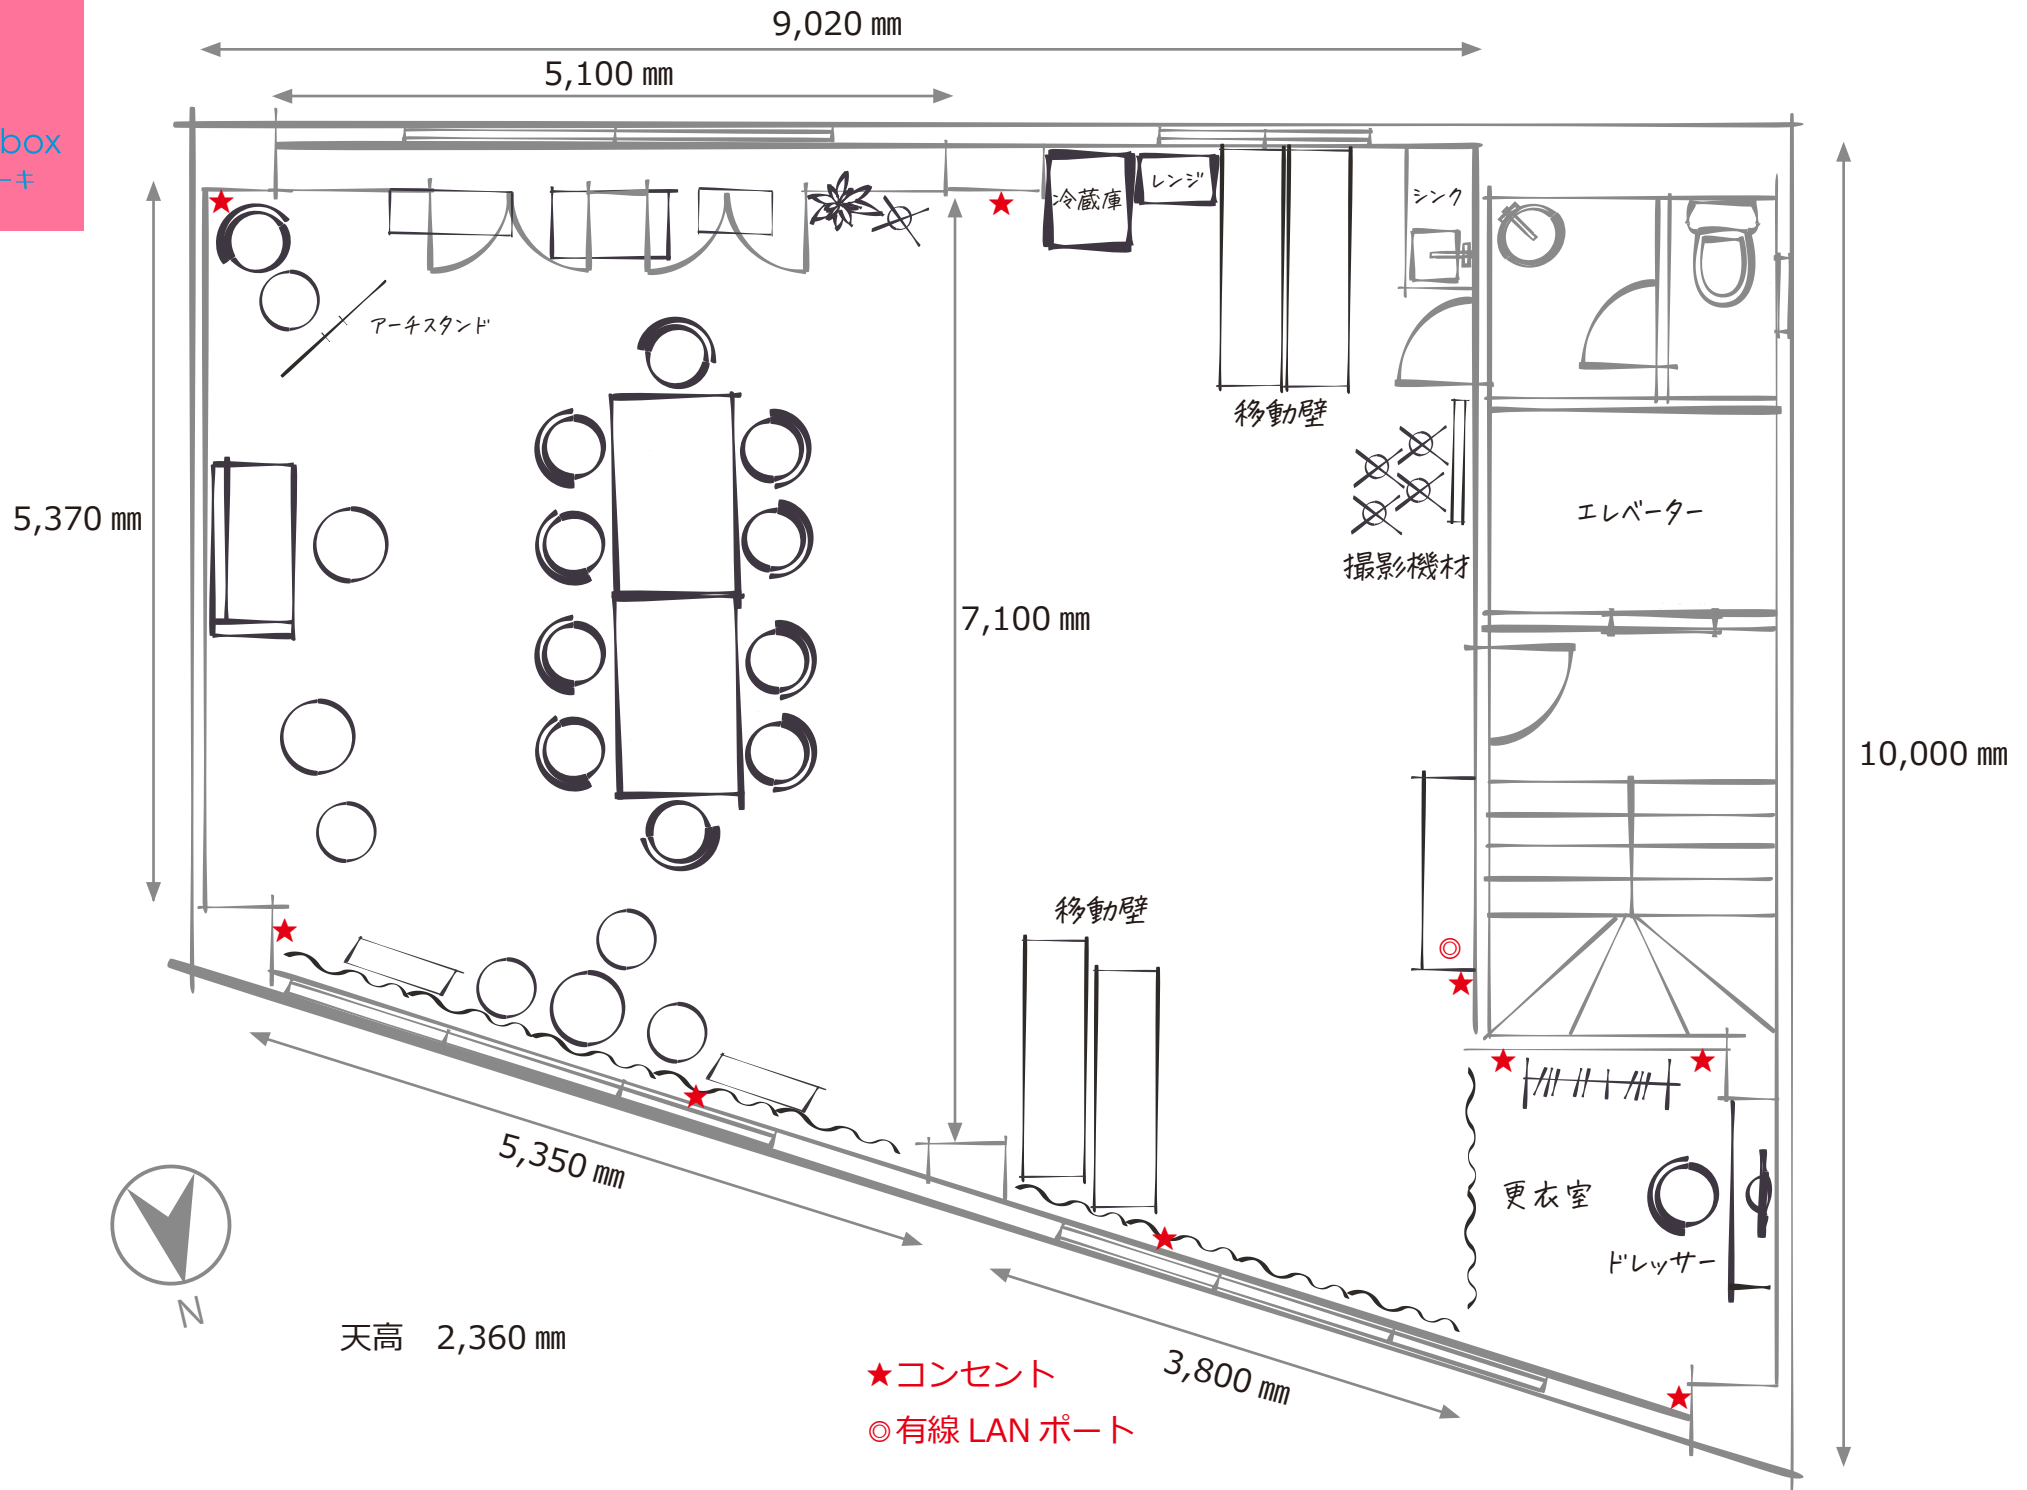 9,020 ㎜
5,100 ㎜
box
ーキ
冷蔵庫
レンジ
シンク
アーチスタンド
移動壁
5,370 ㎜
エレベーター
撮影機材
7,100 ㎜
10,000 ㎜
移動壁
5,350 ㎜
更衣室
ドレッサー
N
天高 2,360 ㎜
3,800 ㎜
★コンセント
◎有線 LAN ポート